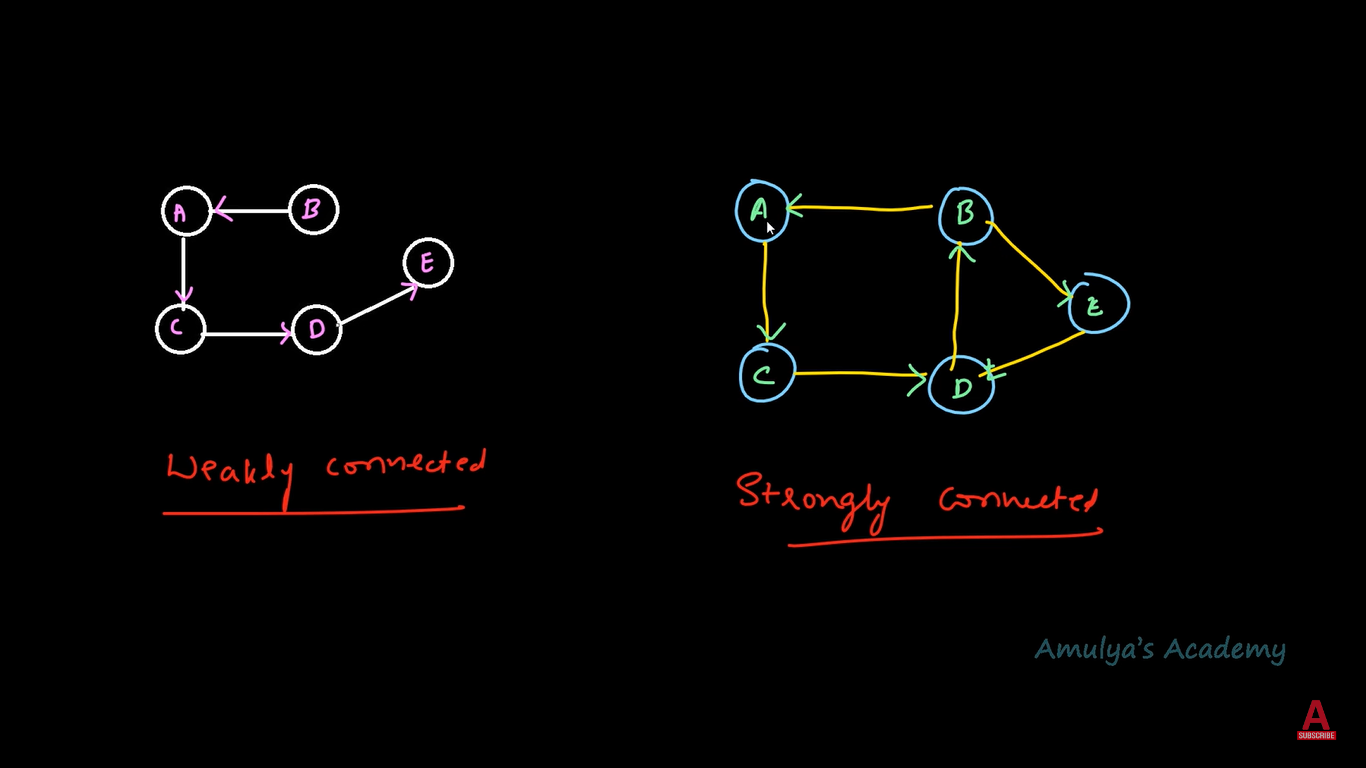 A B
E
C D
Weakly connected
A B
E
C D
Strongly connected
Amulya's Academy
A
SUBSCRIBE